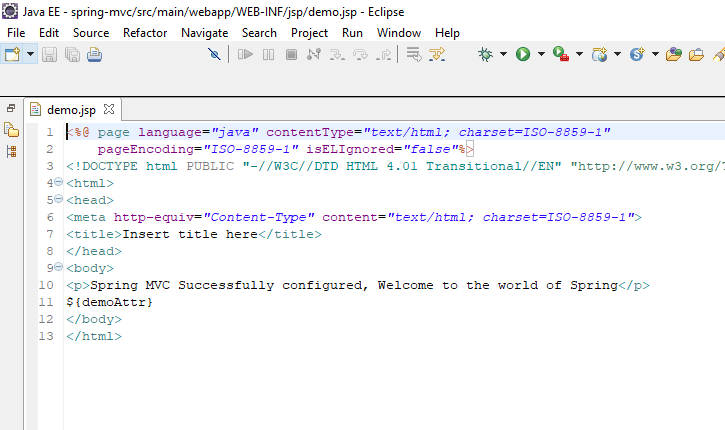 Java EE - spring-mvc/src/main/webapp/WEB-INF/jsp/demo.jsp - Eclipse
File Edit Source Refactor Navigate Search Project Run Window Help
demo.jsp
1 <%@ page language="java" contentType="text/html; charset=ISO-8859-1"
2 pageEncoding="ISO-8859-1" isELIgnored="false"%>
3 <!DOCTYPE html PUBLIC "-//W3C//DTD HTML 4.01 Transitional//EN" "http://www.w3.org/
4 <html>
5 <head>
6 <meta http-equiv="Content-Type" content="text/html; charset=ISO-8859-1">
7 <title>Insert title here</title>
8 </head>
9 <body>
10 <p>Spring MVC Successfully configured, Welcome to the world of Spring</p>
11 ${demoAttr}
12 </body>
13 </html>